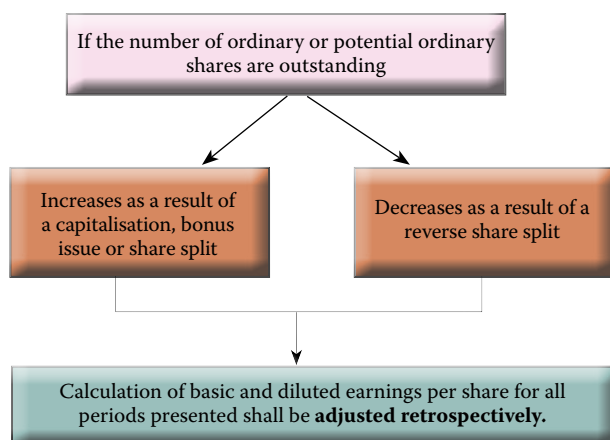 If the number of ordinary or potential ordinary
shares are outstanding
Increases as a result of
a capitalisation, bonus
issue or share split
Decreases as a result of a
reverse share split
Calculation of basic and diluted earnings per share for all
periods presented shall be adjusted retrospectively.